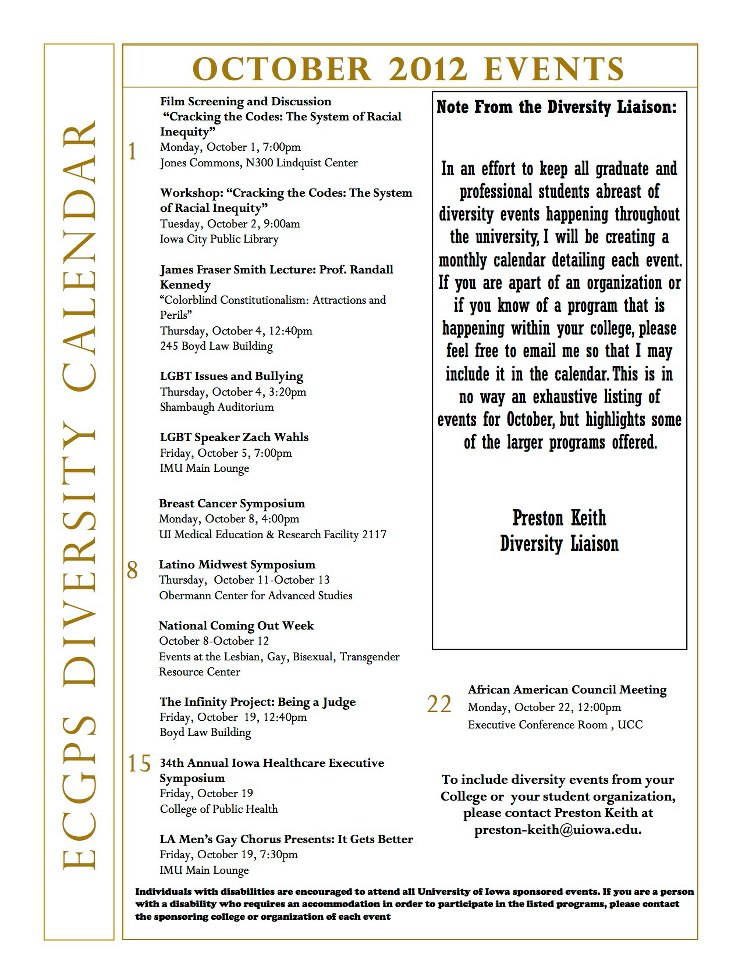 ECGPS DIVERSITY CALENDAR
OCTOBER 2012 EVENTS
1
Film Screening and Discussion
“Cracking the Codes: The System of Racial
Inequity”
Monday, October 1, 7:00pm
Jones Commons, N300 Lindquist Center
Workshop: “Cracking the Codes: The System
of Racial Inequity”
Tuesday, October 2, 9:00am
Iowa City Public Library
James Fraser Smith Lecture: Prof. Randall
Kennedy
“Colorblind Constitutionalism: Attractions and
Perils”
Thursday, October 4, 12:40pm
245 Boyd Law Building
LGBT Issues and Bullying
Thursday, October 4, 3:20pm
Shambaugh Auditorium
LGBT Speaker Zach Wahls
Friday, October 5, 7:00pm
IMU Main Lounge
8
Breast Cancer Symposium
Monday, October 8, 4:00pm
UI Medical Education & Research Facility 2117
Latino Midwest Symposium
Thursday, October 11-October 13
Obermann Center for Advanced Studies
National Coming Out Week
October 8-October 12
Events at the Lesbian, Gay, Bisexual, Transgender
Resource Center
15
The Infinity Project: Being a Judge
Friday, October 19, 12:40pm
Boyd Law Building
34th Annual Iowa Healthcare Executive
Symposium
Friday, October 19
College of Public Health
LA Men’s Gay Chorus Presents: It Gets Better
Friday, October 19, 7:30pm
IMU Main Lounge
Note From the Diversity Liaison:
In an effort to keep all graduate and
professional students abreast of
diversity events happening throughout
the university, I will be creating a
monthly calendar detailing each event.
If you are apart of an organization or
if you know of a program that is
happening within your college, please
feel free to email me so that I may
include it in the calendar. This is in
no way an exhaustive listing of
events for October, but highlights some
of the larger programs offered.
Preston Keith
Diversity Liaison
22
African American Council Meeting
Monday, October 22, 12:00pm
Executive Conference Room , UCC
To include diversity events from your
College or your student organization,
please contact Preston Keith at
preston-keith@uiowa.edu.
Individuals with disabilities are encouraged to attend all University of Iowa sponsored events. If you are a person
with a disability who requires an accommodation in order to participate in the listed programs, please contact
the sponsoring college or organization of each event